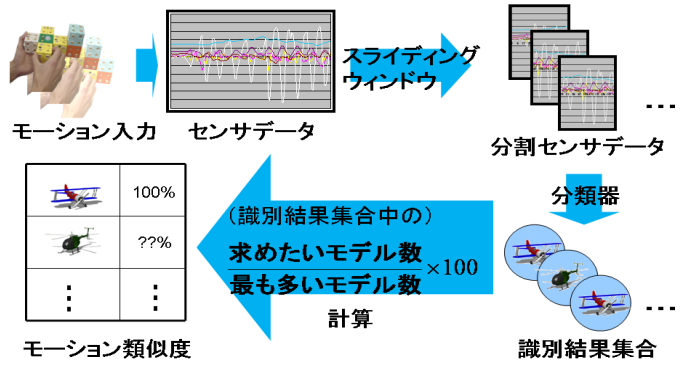 モーション入力
センサデータ
スライディング
ウィンドウ
分割センサデータ
...
分類器
識別結果集合
...
(識別結果集合中の)
求めたいモデル数
最も多いモデル数
×100
計算
100%
??%
モーション類似度